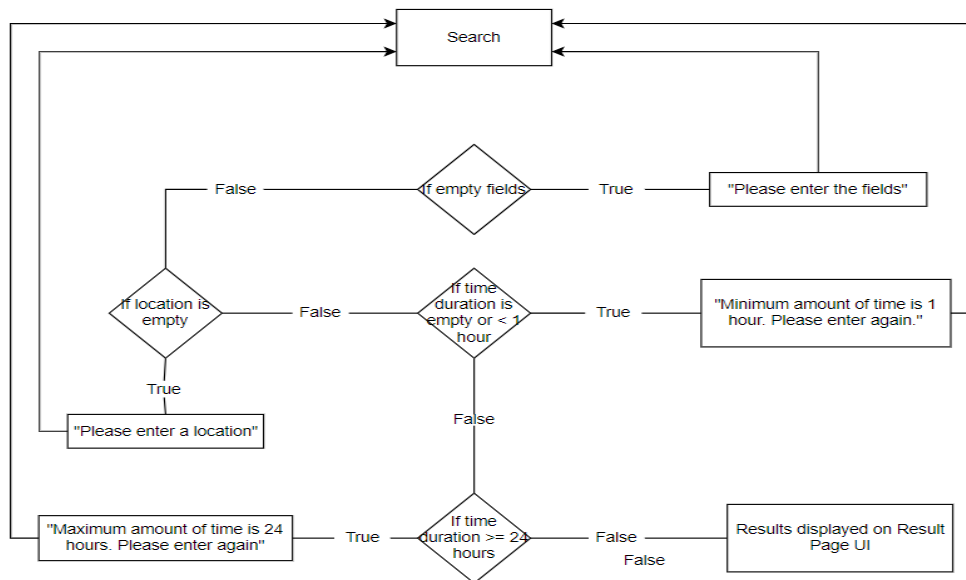 Search
False
If empty fields
True
"Please enter the fields"
If location is
empty
False
If time
duration is
empty or < 1
hour
True
"Minimum amount of time is 1
hour. Please enter again."
True
"Please enter a location"
False
"Maximum amount of time is 24
hours. Please enter again"
True
If time
duration >= 24
hours
False
False
Results displayed on Result
Page UI